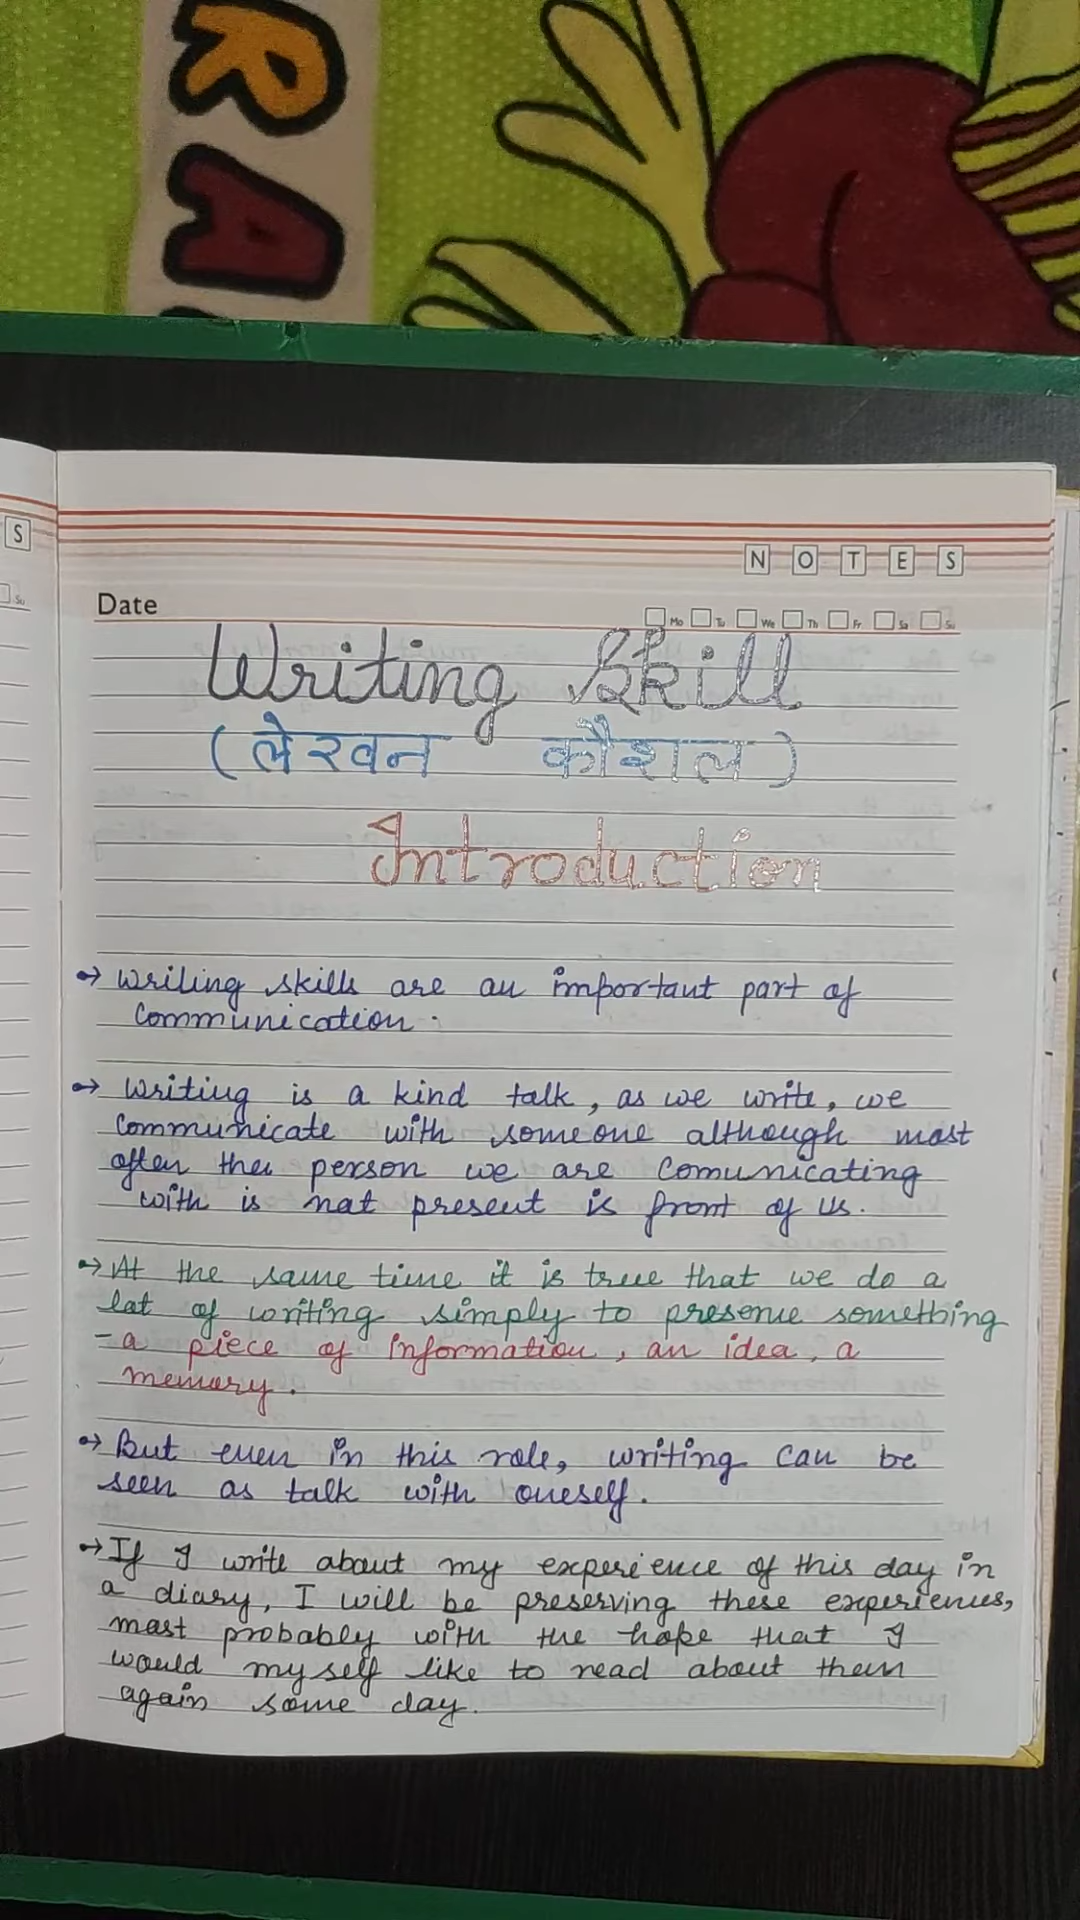 RA
S
Su
NOTES
Date
Mo Tu We Th Fr Sa Su
Writing Skill
(लेखन कौशल)
Introduction
→ Writing skills are an important part of
communication.
→ Writing is a kind talk, as we write, we
communicate with someone although most
often the person we are comunicating
with is not present is front of us.
→ At the same time it is true that we do a
lot of writing simply to preserve something
- a piece of information, an idea, a
memory.
→ But even in this role, writing can be
seen as talk with oneself.
→ If I write about my experience of this day in
a diary, I will be preserving these experiences,
most probably with the hope that I
would myself like to read about them
again some day.